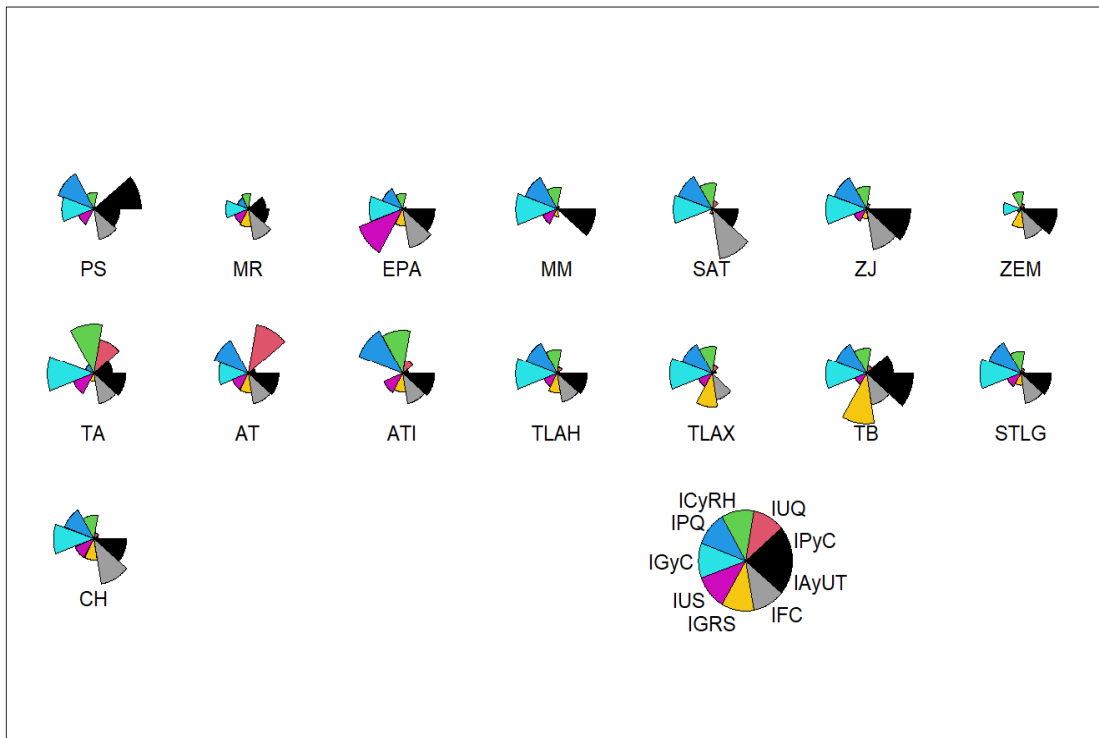 PS MR EPA MM SAT ZJ ZEM
TA AT ATI TLAH TLAX TB STLG
CH
ICyRH
IUQ
IPQ
IPyC
IGyC
IAyUT
IUS
IFC
IGRS